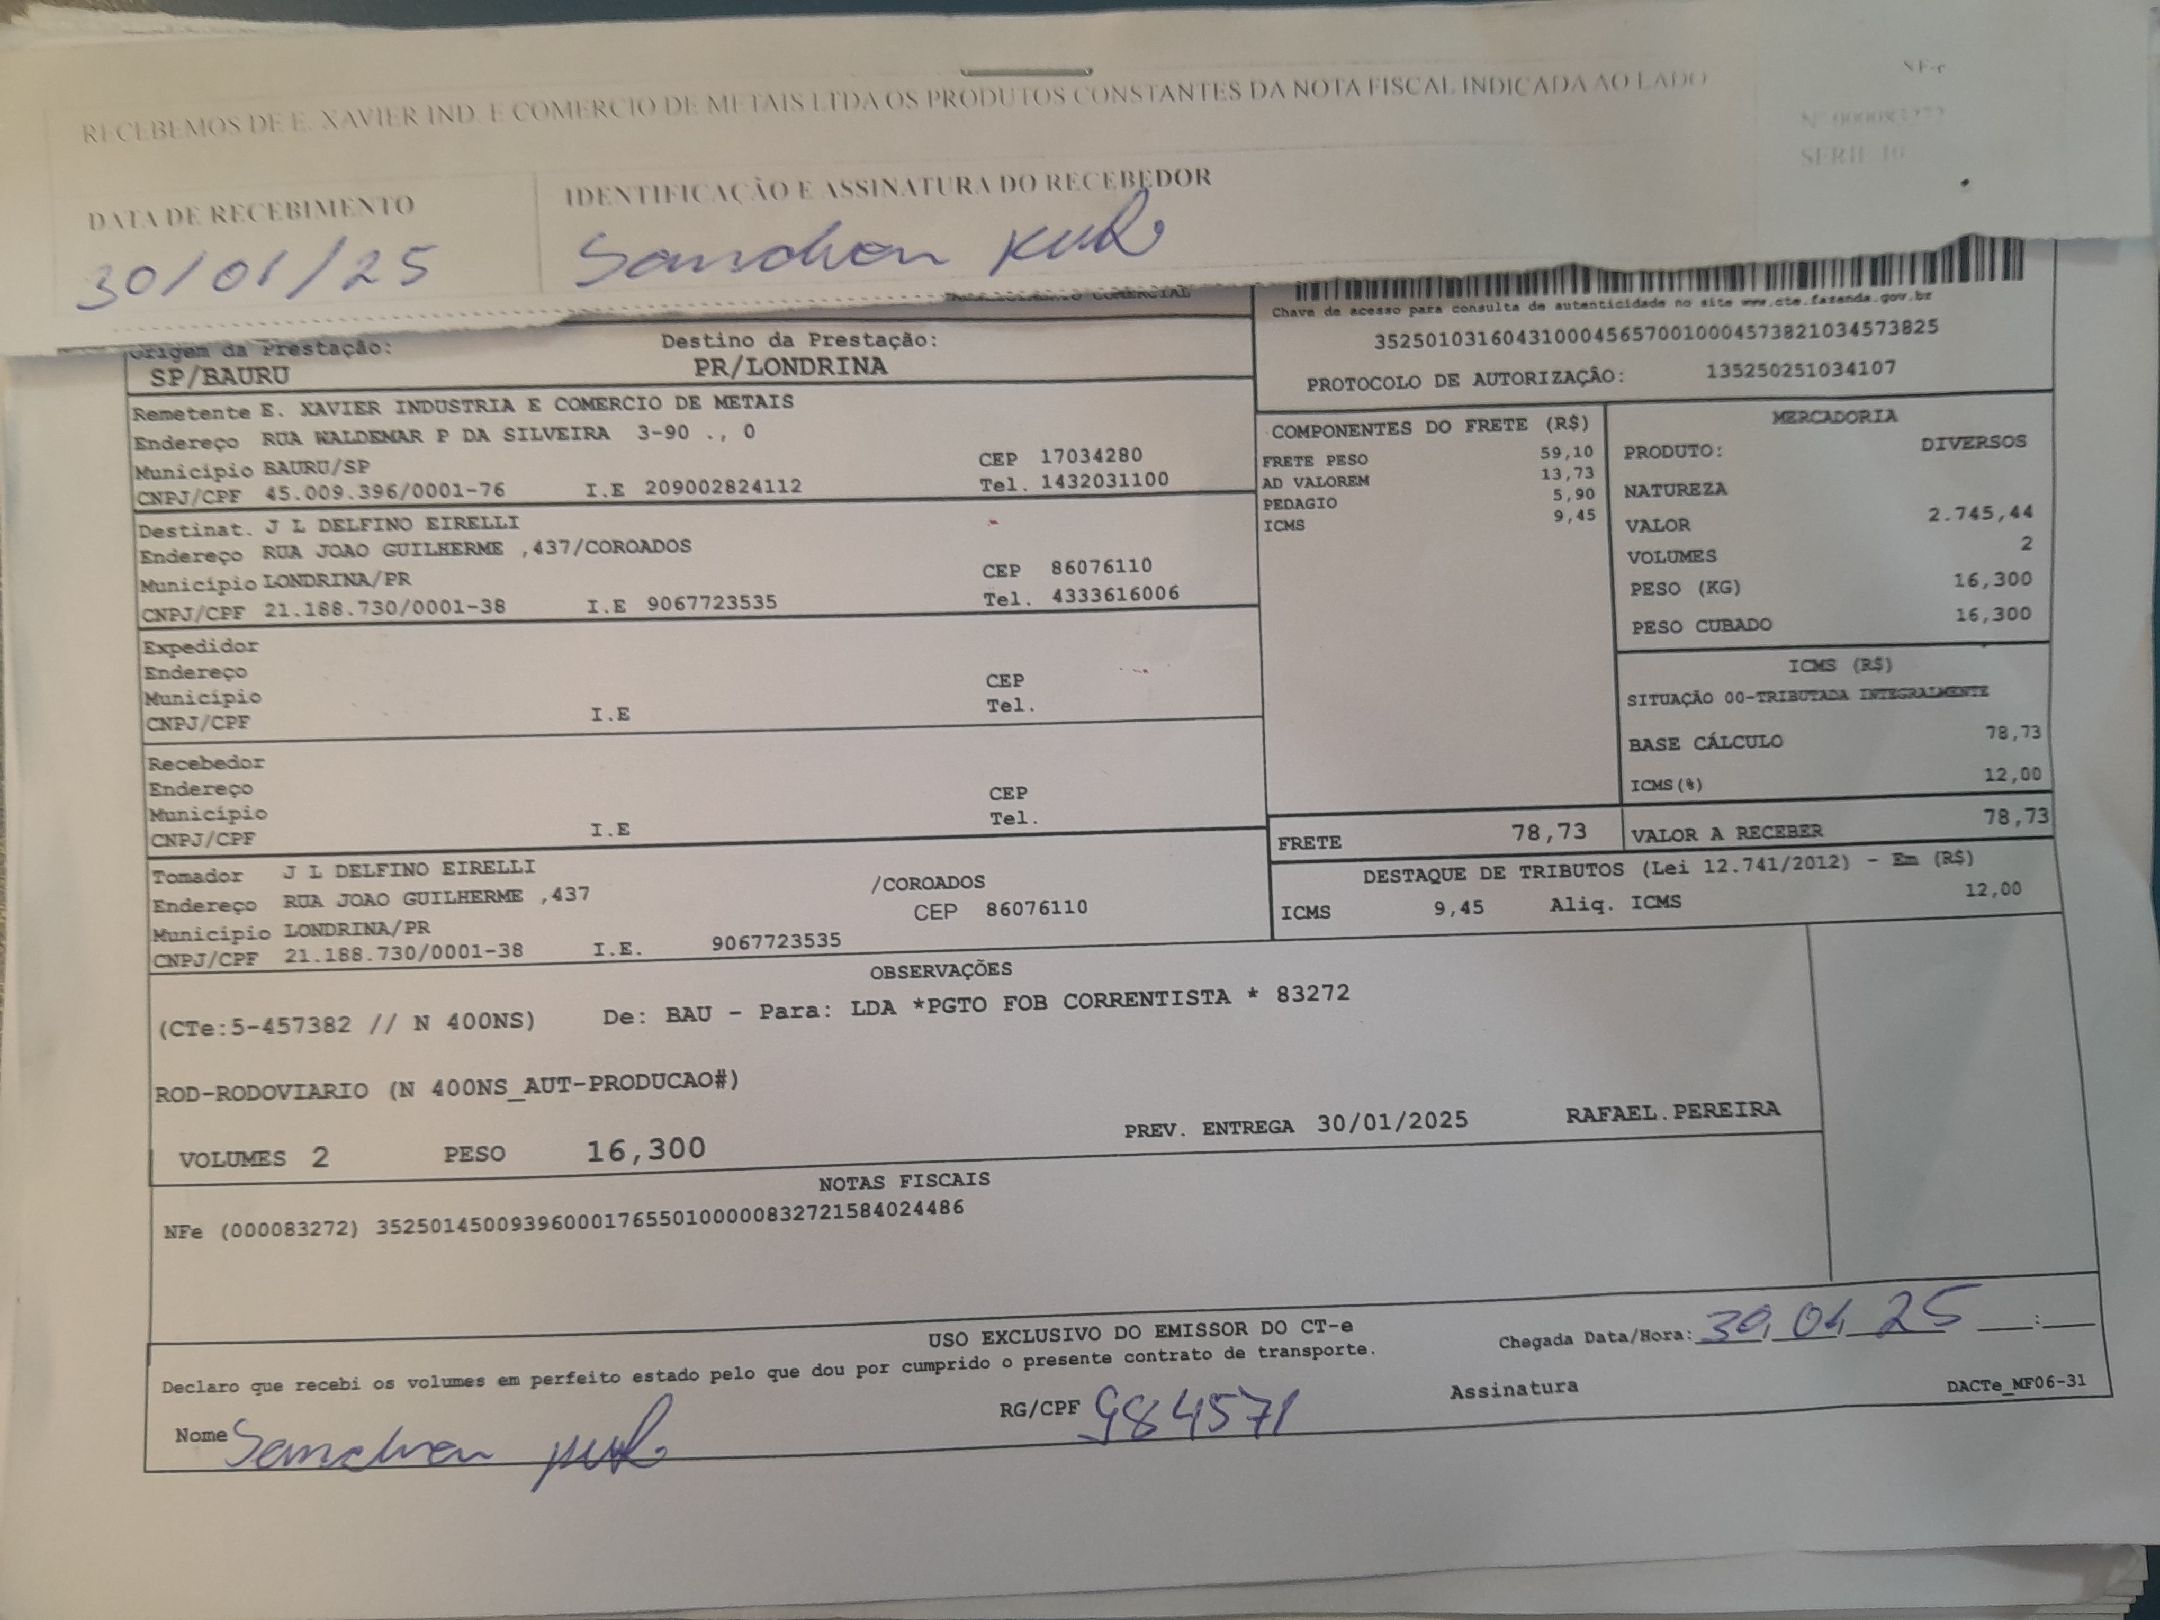 RECEBEMOS DE E. XAVIER IND. E COMERCIO DE METAIS LTDA OS PRODUTOS CONSTANTES DA NOTA FISCAL INDICADA AO LADO
NF-e
SERIE 10
DATA DE RECEBIMENTO
IDENTIFICAÇÃO E ASSINATURA DO RECEBEDOR
30/01/25
Chave de acesso para consulta de autenticidade no site www.cte.fazenda.gov.br
35250103160431000456570010004573821034573825
PROTOCOLO DE AUTORIZAÇÃO: 135250251034107
Origem da Prestação: Destino da Prestação:
SP/BAURU PR/LONDRINA
Remetente E. XAVIER INDUSTRIA E COMERCIO DE METAIS
Endereço RUA WALDEMAR P DA SILVEIRA 3-90 ., 0
Município BAURU/SP CEP 17034280
CNPJ/CPF 45.009.396/0001-76 I.E 209002824112 Tel. 1432031100
Destinat. J L DELFINO EIRELLI
Endereço RUA JOAO GUILHERME ,437/COROADOS
Município LONDRINA/PR CEP 86076110
CNPJ/CPF 21.188.730/0001-38 I.E 9067723535 Tel. 4333616006
Expedidor
Endereço
Município CEP
CNPJ/CPF I.E Tel.
Recebedor
Endereço
Município CEP
CNPJ/CPF I.E Tel.
Tomador J L DELFINO EIRELLI
Endereço RUA JOAO GUILHERME ,437 /COROADOS
Município LONDRINA/PR CEP 86076110
CNPJ/CPF 21.188.730/0001-38 I.E. 9067723535
COMPONENTES DO FRETE (R$)
FRETE PESO 59,10
AD VALOREM 13,73
PEDAGIO 5,90
ICMS 9,45
MERCADORIA
PRODUTO: DIVERSOS
NATUREZA
VALOR 2.745,44
VOLUMES 2
PESO (KG) 16,300
PESO CUBADO 16,300
ICMS (R$)
SITUAÇÃO 00-TRIBUTADA INTEGRALMENTE
BASE CÁLCULO 78,73
ICMS(%) 12,00
FRETE 78,73 VALOR A RECEBER 78,73
DESTAQUE DE TRIBUTOS (Lei 12.741/2012) - Em (R$)
ICMS 9,45 Aliq. ICMS 12,00
OBSERVAÇÕES
(CTe:5-457382 // N 400NS) De: BAU - Para: LDA *PGTO FOB CORRENTISTA * 83272
ROD-RODOVIARIO (N 400NS_AUT-PRODUCAO#)
VOLUMES 2 PESO 16,300 PREV. ENTREGA 30/01/2025 RAFAEL.PEREIRA
NOTAS FISCAIS
NFe (000083272) 35250145009396000176550100000832721584024486
USO EXCLUSIVO DO EMISSOR DO CT-e
Declaro que recebi os volumes em perfeito estado pelo que dou por cumprido o presente contrato de transporte.
Chegada Data/Hora: 30 01 25 :
Nome RG/CPF 984571 Assinatura
DACTe_MF06-31